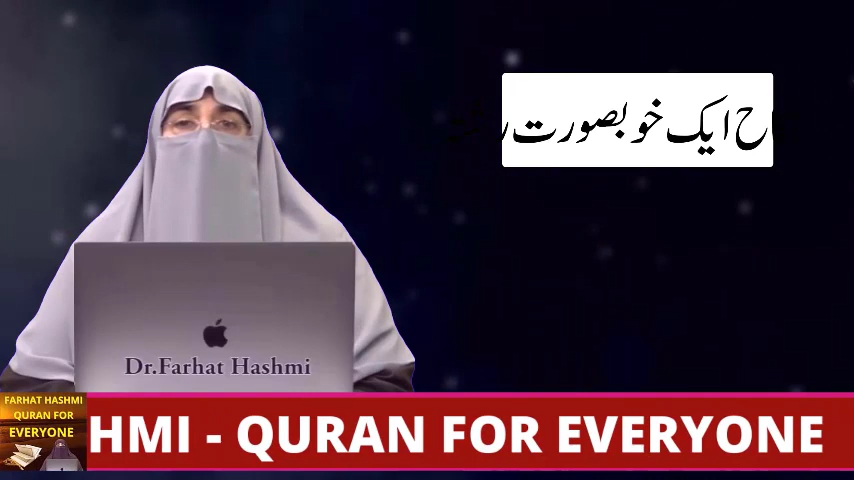 ایک خوبصورت
Dr.Farhat Hashmi
FARHAT HASHMI
QURAN FOR
EVERYONE
HMI - QURAN FOR EVERYONE